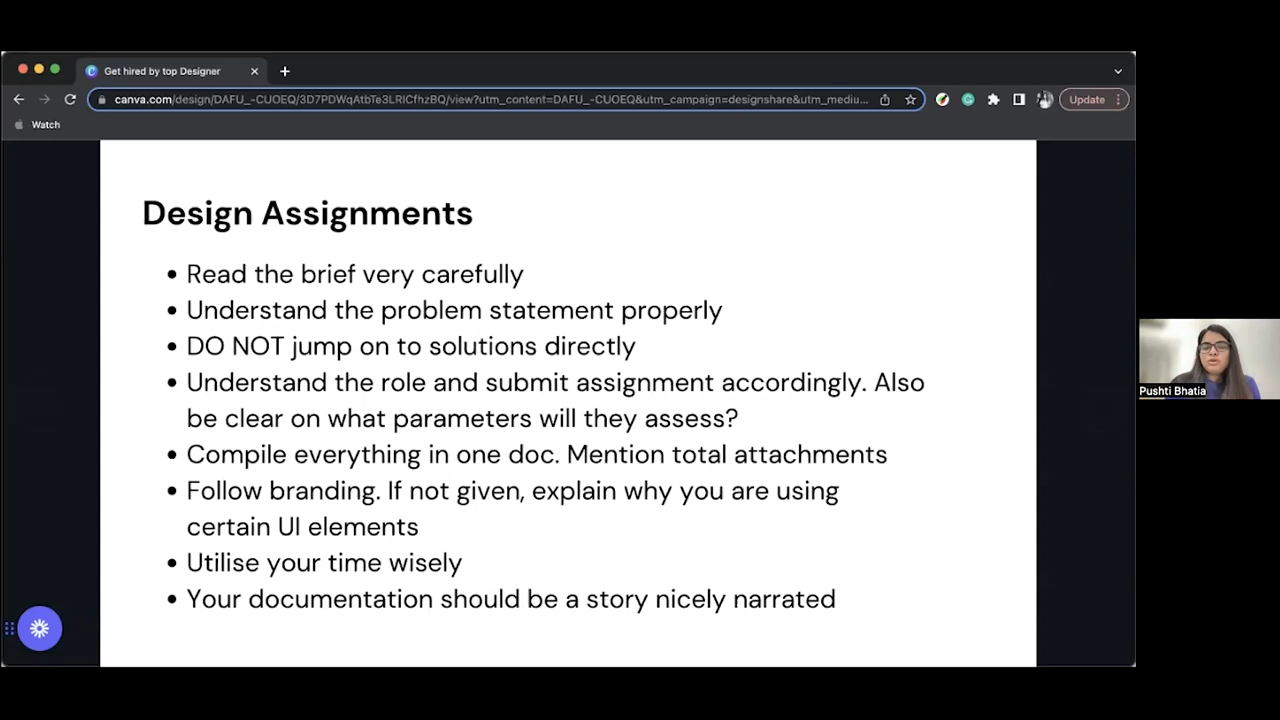 Get hired by top Designer
canva.com/design/DAFU_-CUOEQ/3D7PDWqAtbTe3LRlCfhzBQ/view?utm_content=DAFU_-CUOEQ&utm_campaign=designshare&utm_mediu...
Update
Watch
Design Assignments
• Read the brief very carefully
• Understand the problem statement properly
• DO NOT jump on to solutions directly
• Understand the role and submit assignment accordingly. Also
be clear on what parameters will they assess?
• Compile everything in one doc. Mention total attachments
• Follow branding. If not given, explain why you are using
certain UI elements
• Utilise your time wisely
• Your documentation should be a story nicely narrated
Pushti Bhatia